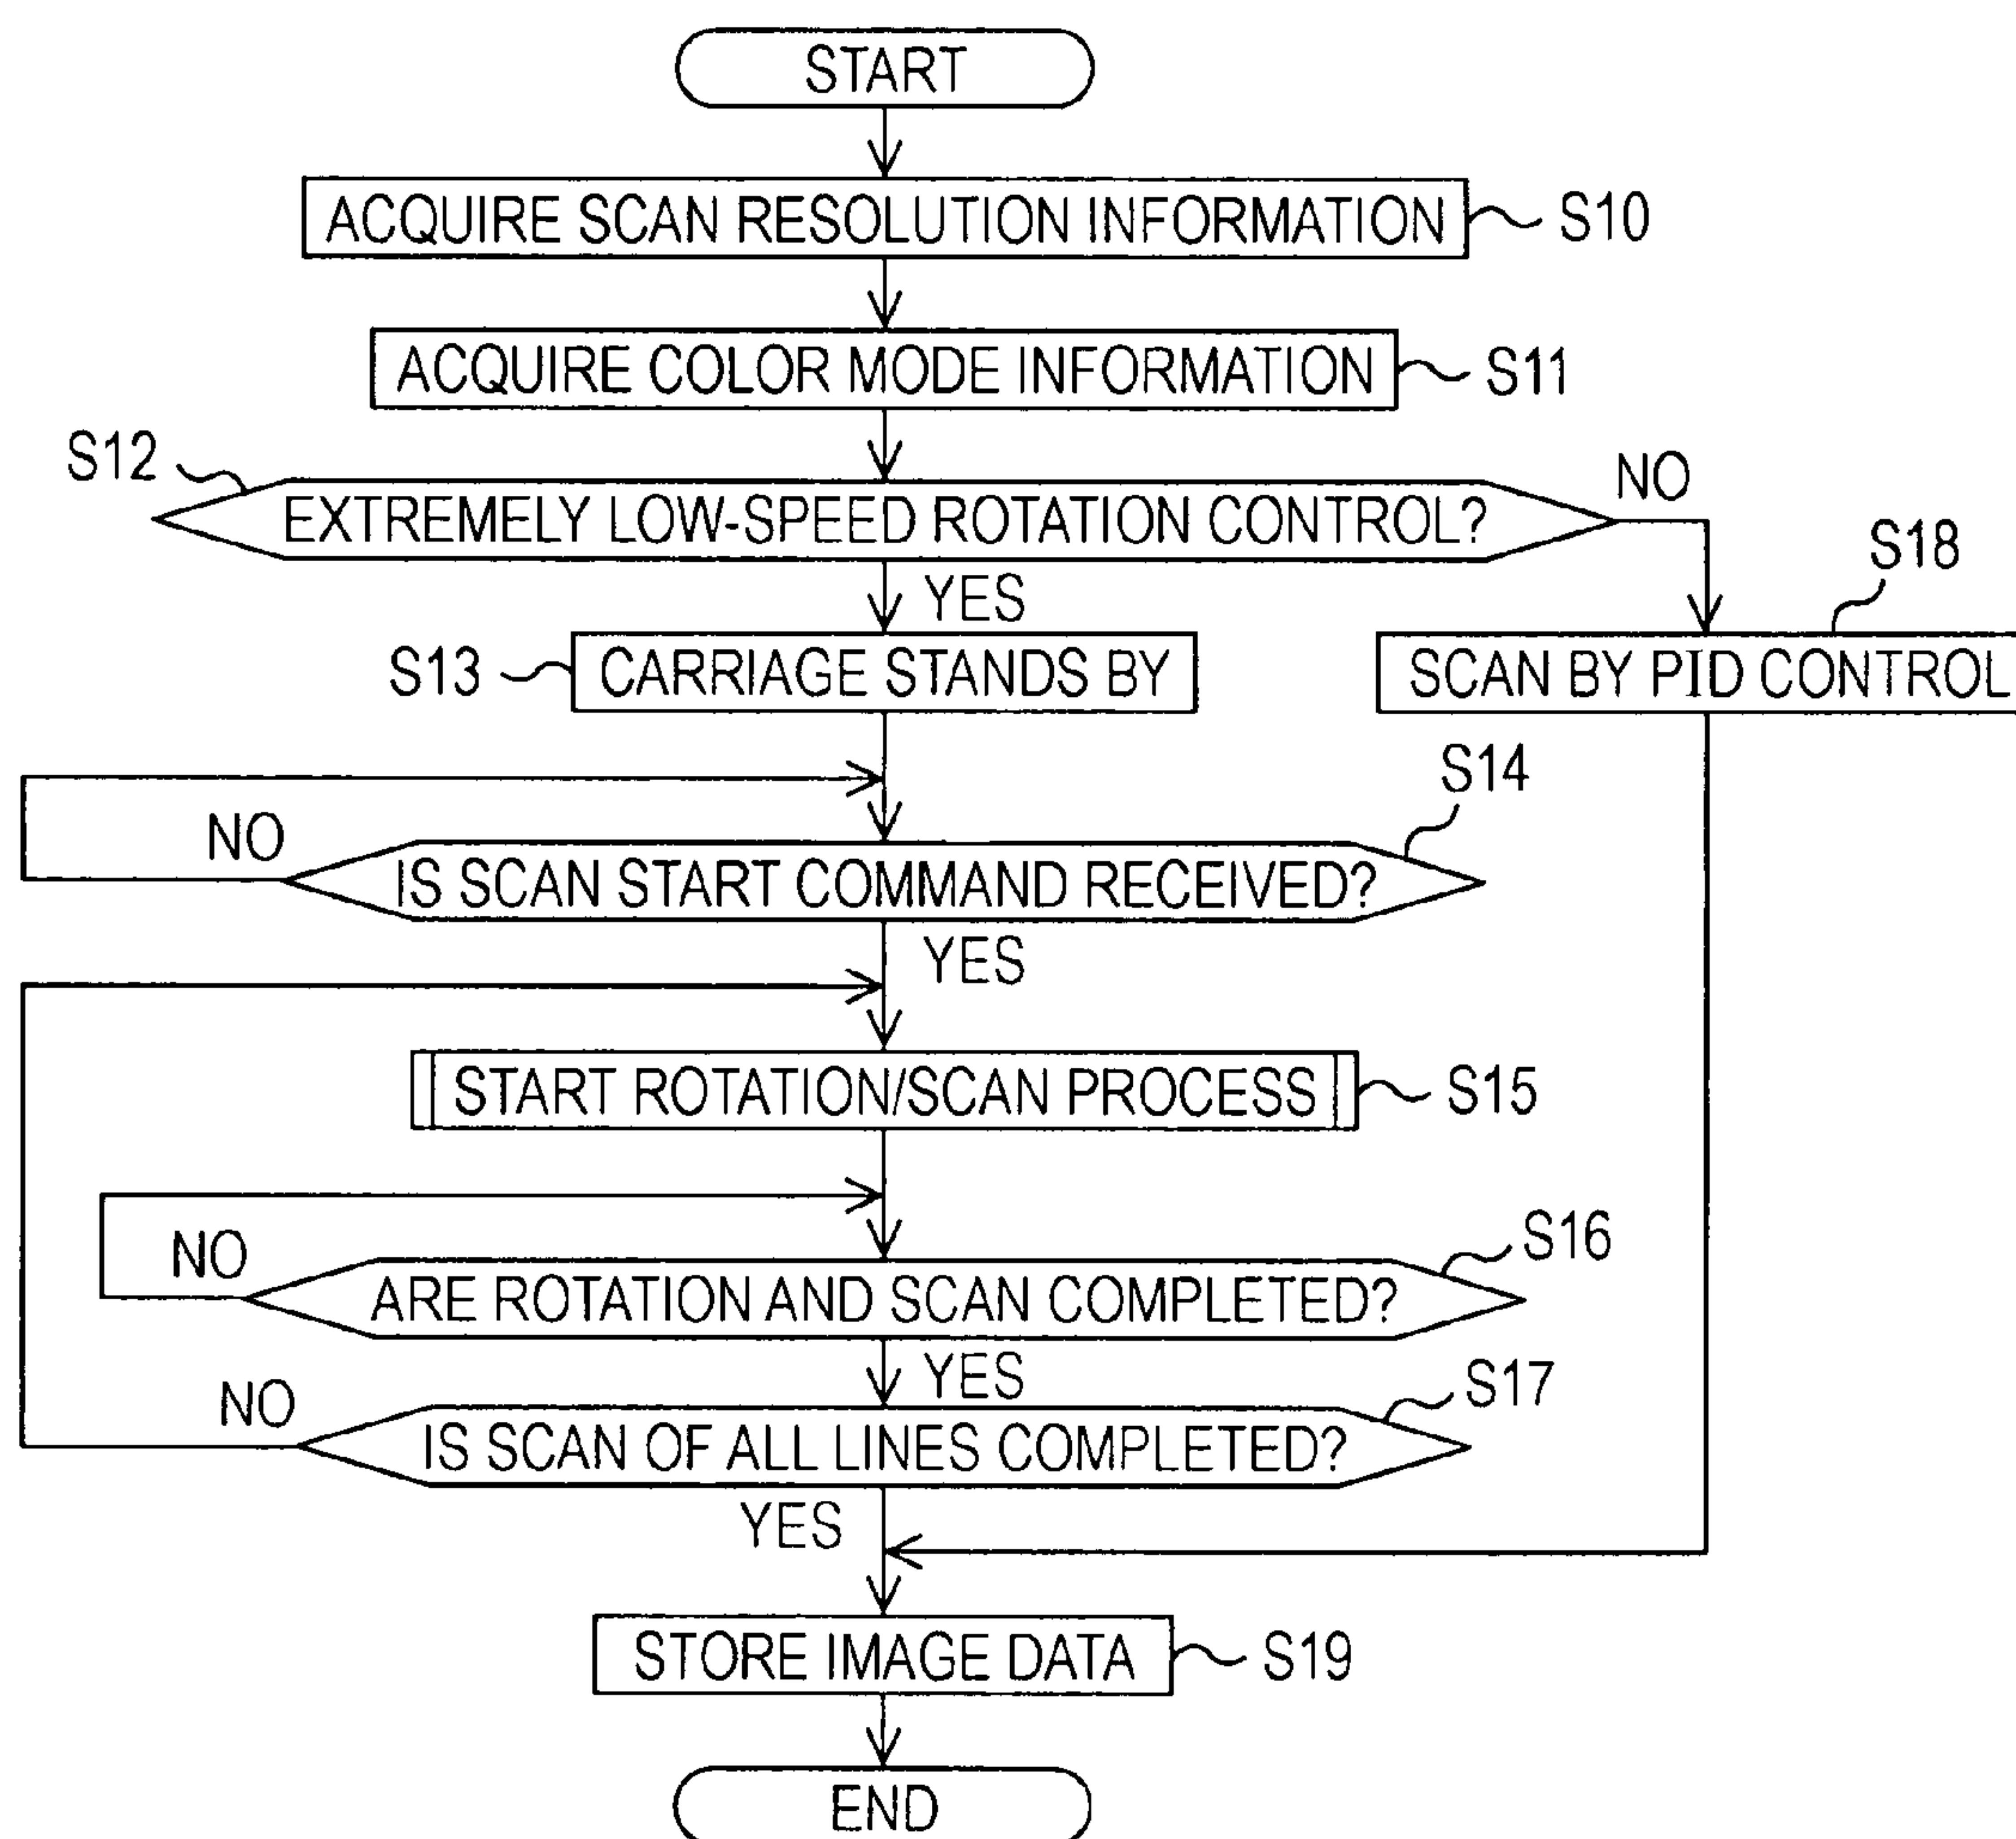 START
ACQUIRE SCAN RESOLUTION INFORMATION
S10
ACQUIRE COLOR MODE INFORMATION
S11
S12
EXTREMELY LOW-SPEED ROTATION CONTROL?
NO
YES
S18
S13
CARRIAGE STANDS BY
SCAN BY PID CONTROL
S14
NO
IS SCAN START COMMAND RECEIVED?
YES
START ROTATION/SCAN PROCESS
S15
S16
NO
ARE ROTATION AND SCAN COMPLETED?
YES
S17
NO
IS SCAN OF ALL LINES COMPLETED?
YES
STORE IMAGE DATA
S19
END